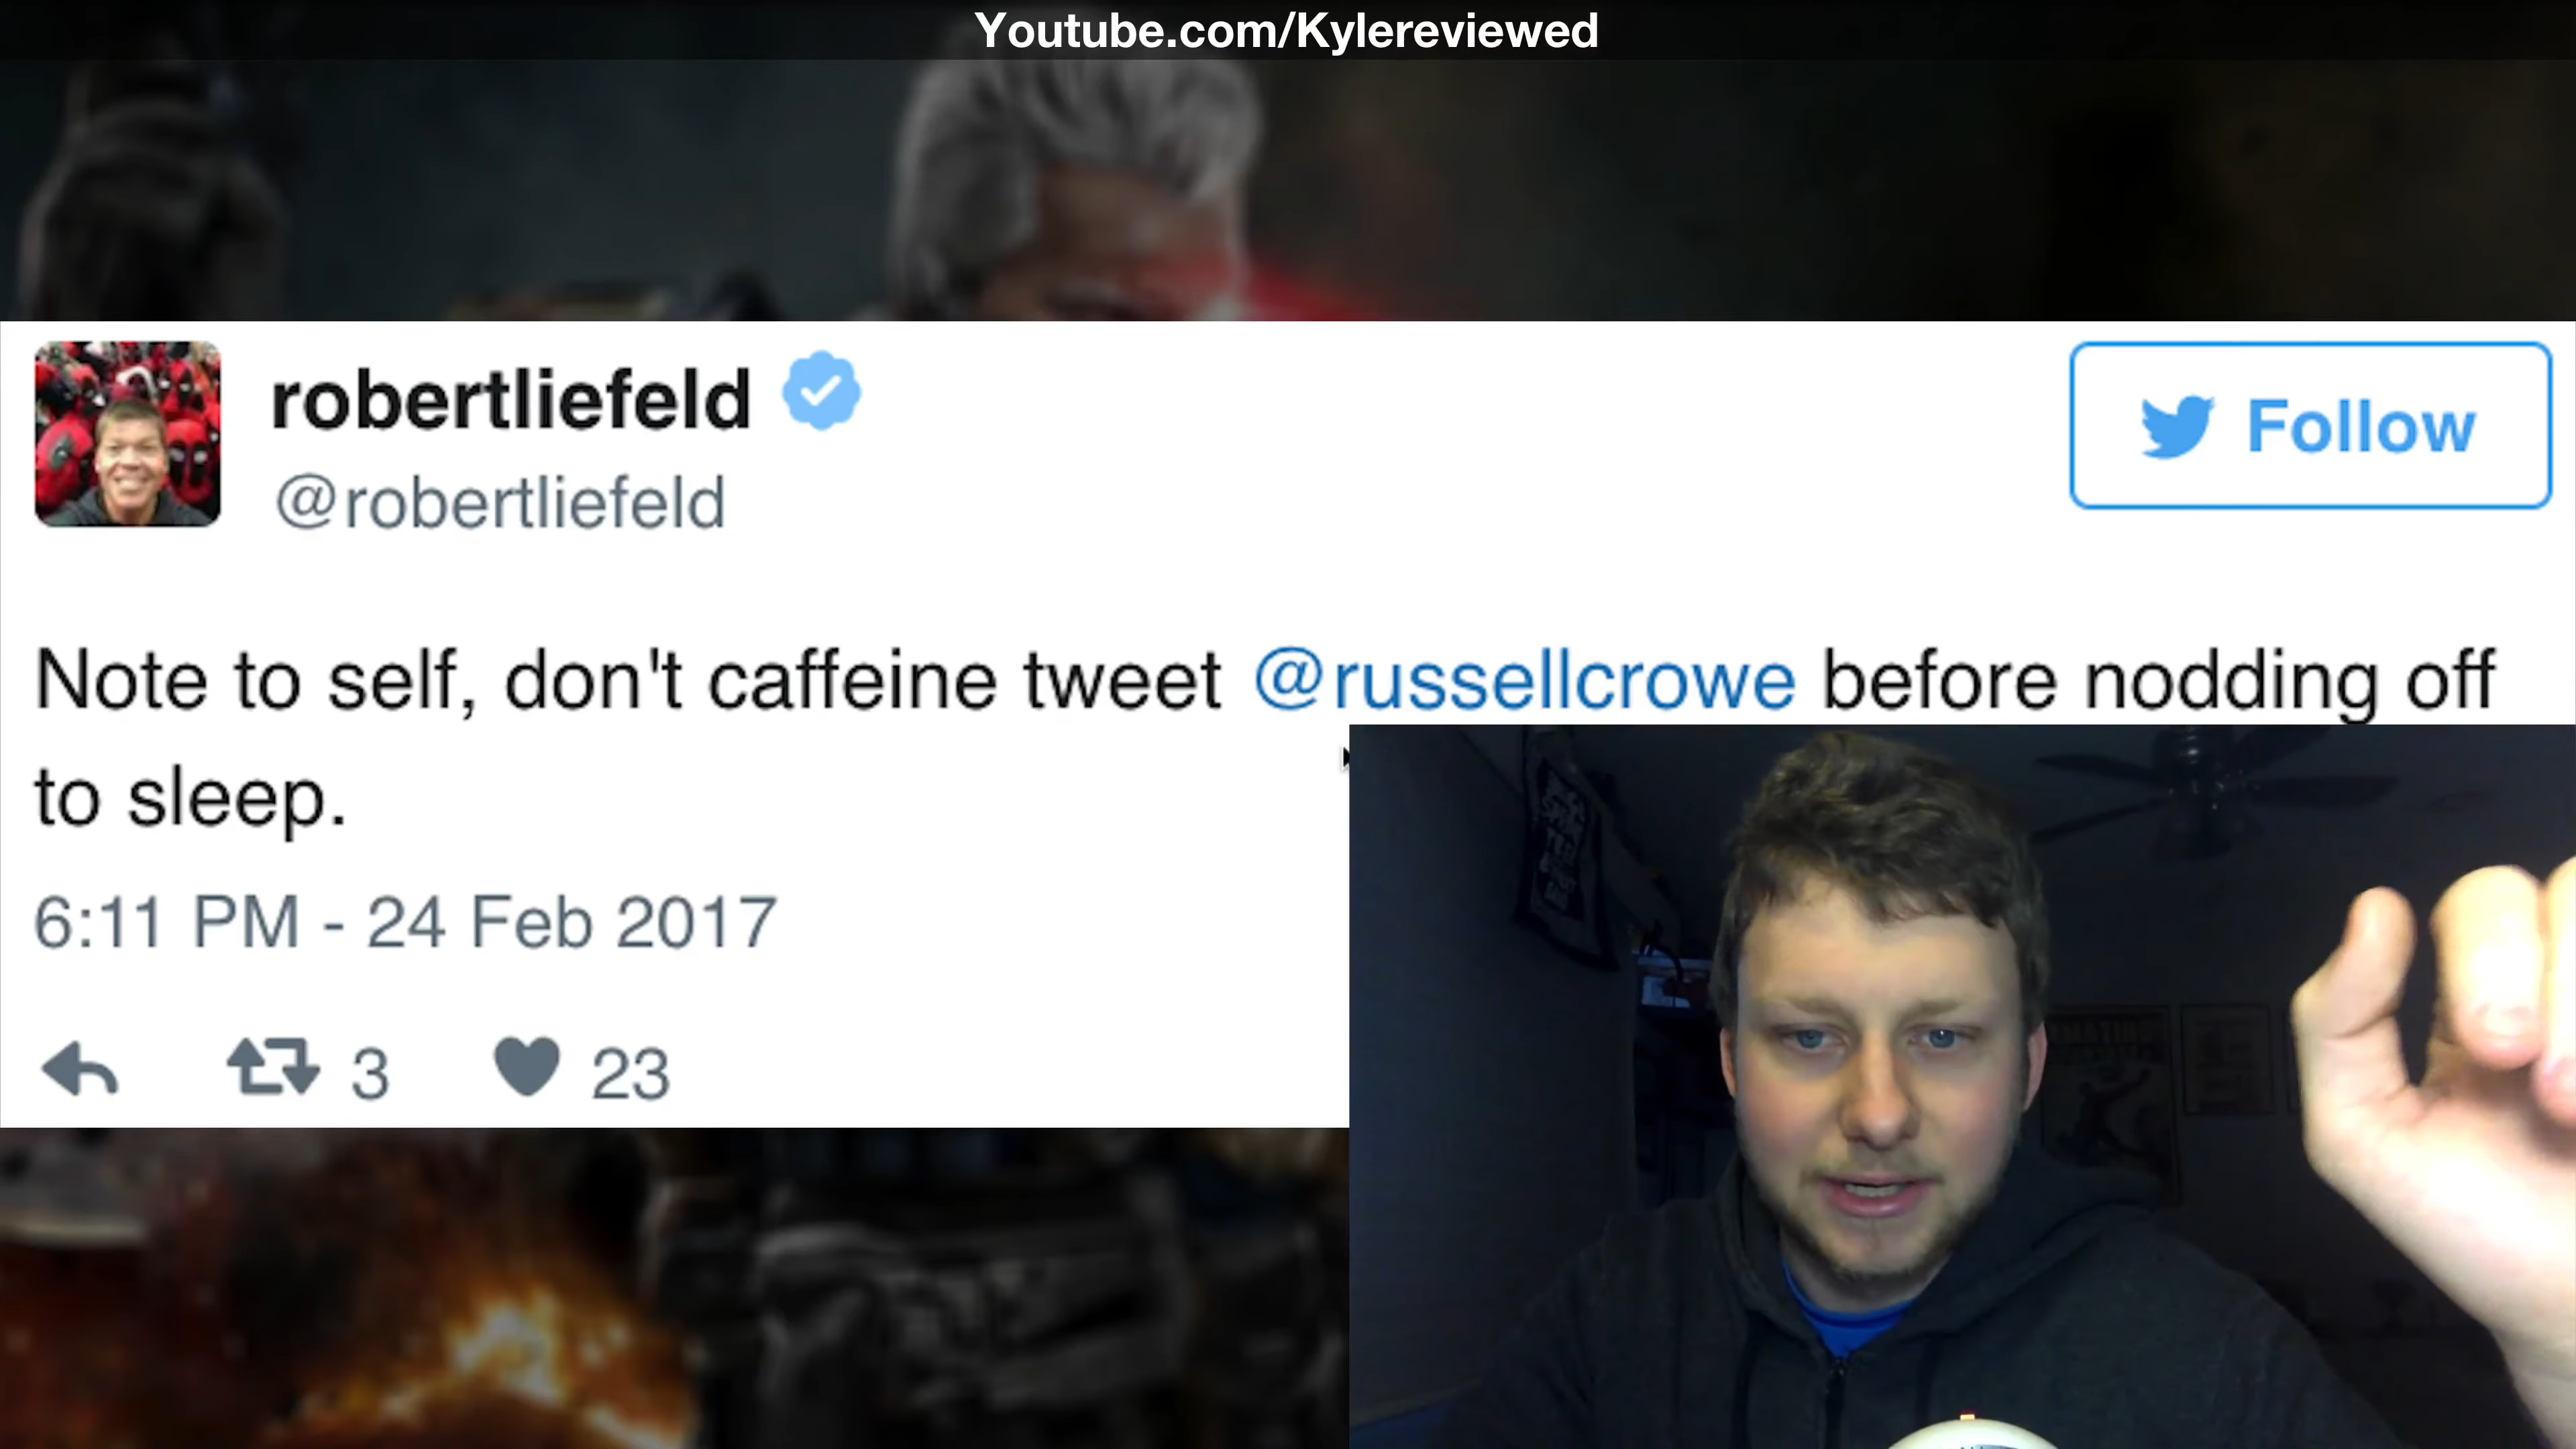 Youtube.com/Kylereviewed
robertliefeld
@robertliefeld
Follow
Note to self, don't caffeine tweet @russellcrowe before nodding off
to sleep.
6:11 PM - 24 Feb 2017
3 23